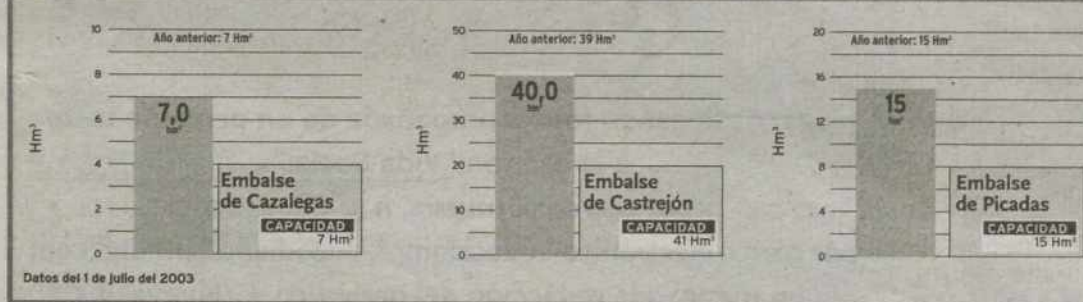 10
8
6
4
2
0
Hm³
Año anterior: 7 Hm³
7,0
hm³
Embalse
de Cazalegas
CAPACIDAD
7 Hm³
50
40
30
20
10
0
Hm³
Año anterior: 39 Hm³
40,0
hm³
Embalse
de Castrejón
CAPACIDAD
41 Hm³
20
16
12
8
4
0
Hm³
Año anterior: 15 Hm³
15
hm³
Embalse
de Picadas
CAPACIDAD
15 Hm³
Datos del 1 de julio del 2003